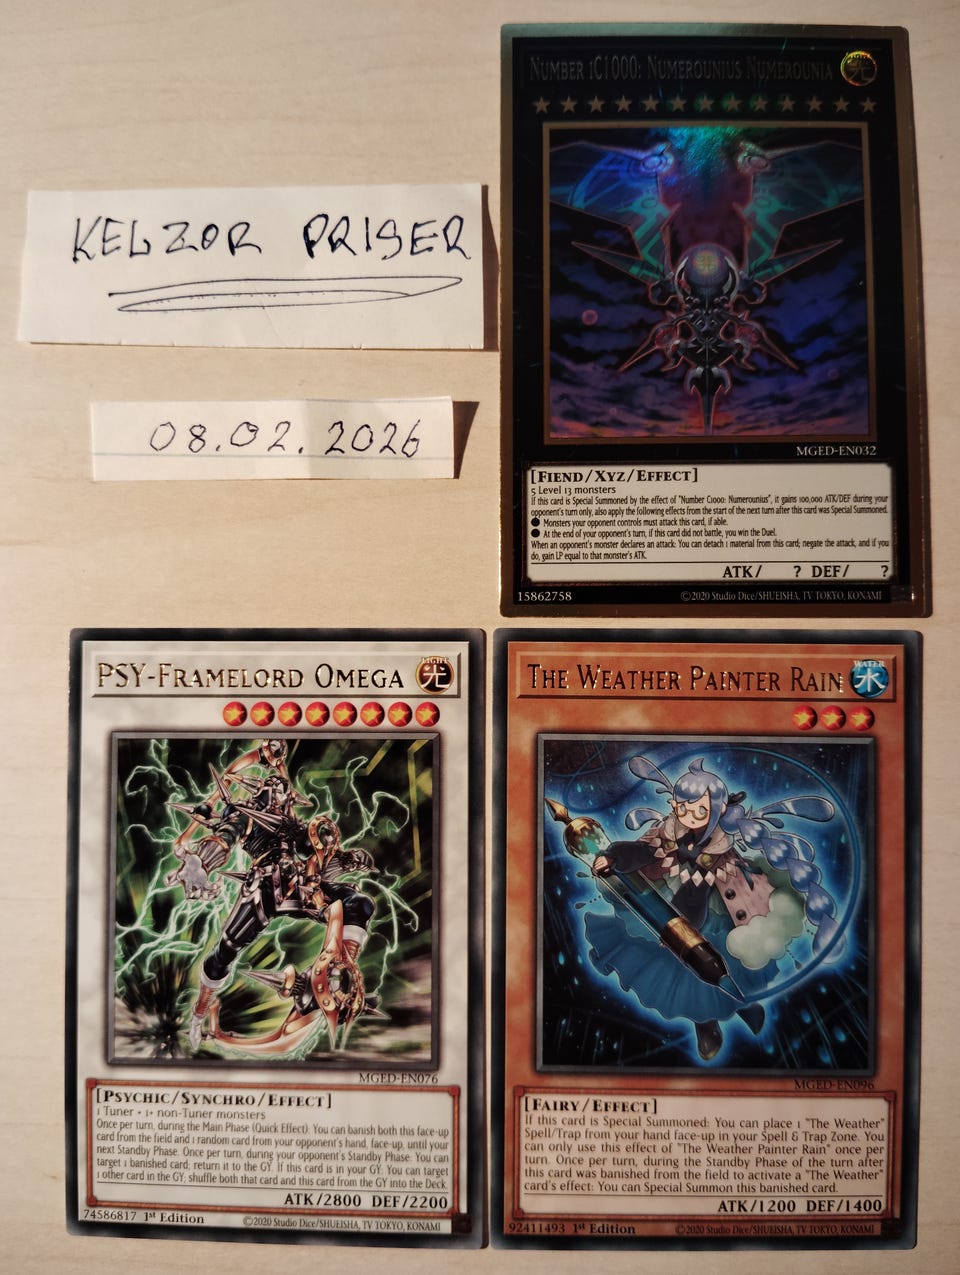 KELZOR PRISER
08.02.2026
NUMBER iC1000: NUMEROUNIUS NUMEROUNIA
LIGHT
光
MGED-EN032
[FIEND/XYZ/EFFECT]
5 Level 13 monsters
If this card is Special Summoned by the effect of "Number C1000: Numerounius", it gains 100,000 ATK/DEF during your
opponent's turn only, also apply the following effects from the start of the next turn after this card was Special Summoned.
● Monsters your opponent controls must attack this card, if able.
● At the end of your opponent's turn, if this card did not battle, you win the Duel.
When an opponent's monster declares an attack: You can detach 1 material from this card; negate the attack, and if you
do, gain LP equal to that monster's ATK.
ATK/ ? DEF/ ?
15862758 ©2020 Studio Dice/SHUEISHA, TV TOKYO, KONAMI
PSY-FRAMELORD OMEGA
LIGHT
光
MGED-EN076
[PSYCHIC/SYNCHRO/EFFECT]
1 Tuner + 1+ non-Tuner monsters
Once per turn, during the Main Phase (Quick Effect): You can banish both this face-up
card from the field and 1 random card from your opponent's hand, face-up, until your
next Standby Phase. Once per turn, during your opponent's Standby Phase: You can
target 1 banished card; return it to the GY. If this card is in your GY: You can target
1 other card in the GY; shuffle both that card and this card from the GY into the Deck.
ATK/2800 DEF/2200
74586817 1st Edition ©2020 Studio Dice/SHUEISHA, TV TOKYO, KONAMI
THE WEATHER PAINTER RAIN
WATER
水
MGED-EN096
[FAIRY/EFFECT]
If this card is Special Summoned: You can place 1 "The Weather"
Spell/Trap from your hand face-up in your Spell & Trap Zone. You
can only use this effect of "The Weather Painter Rain" once per
turn. Once per turn, during the Standby Phase of the turn after
this card was banished from the field to activate a "The Weather"
card's effect: You can Special Summon this banished card.
ATK/1200 DEF/1400
92411493 1st Edition ©2020 Studio Dice/SHUEISHA, TV TOKYO, KONAMI